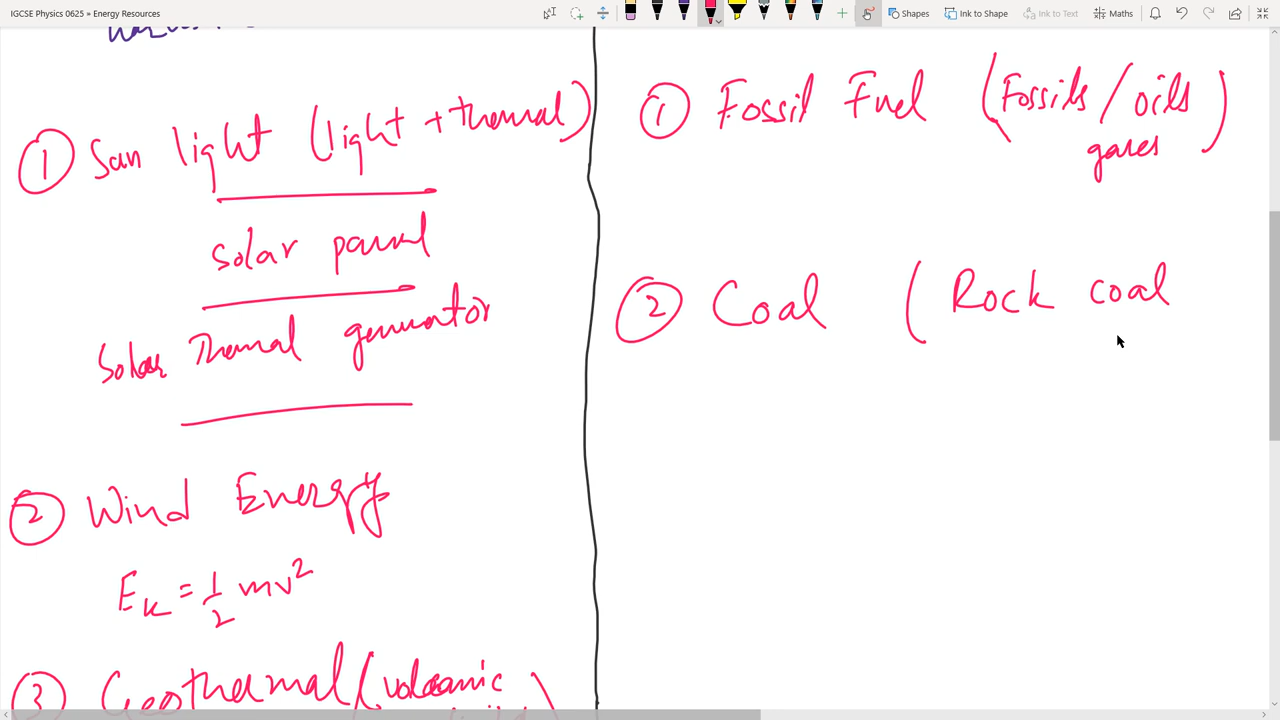 IGCSE Physics 0625 » Energy Resources
Shapes
Ink to Shape
Ink to Text
Maths
① Sun light (light + thermal)
solar panel
Solar Thermal generator
② Wind Energy
Ek = 1/2 mv²
③ Geothermal (volcanic
① Fossil Fuel (Fossils / oils
gases)
② Coal (Rock coal